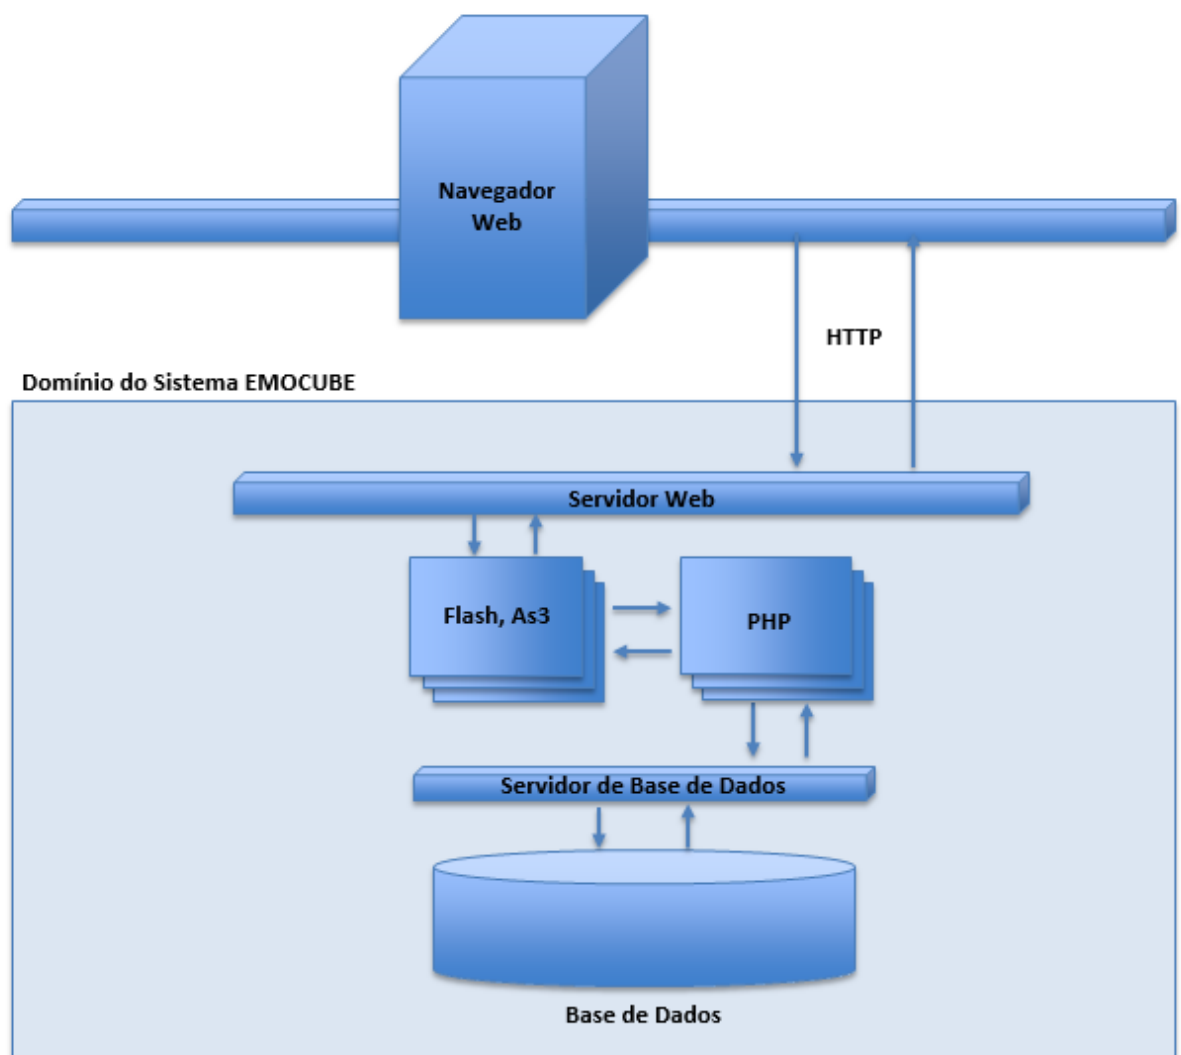 Navegador
Web
HTTP
Domínio do Sistema EMOCUBE
Servidor Web
Flash, As3
PHP
Servidor de Base de Dados
Base de Dados